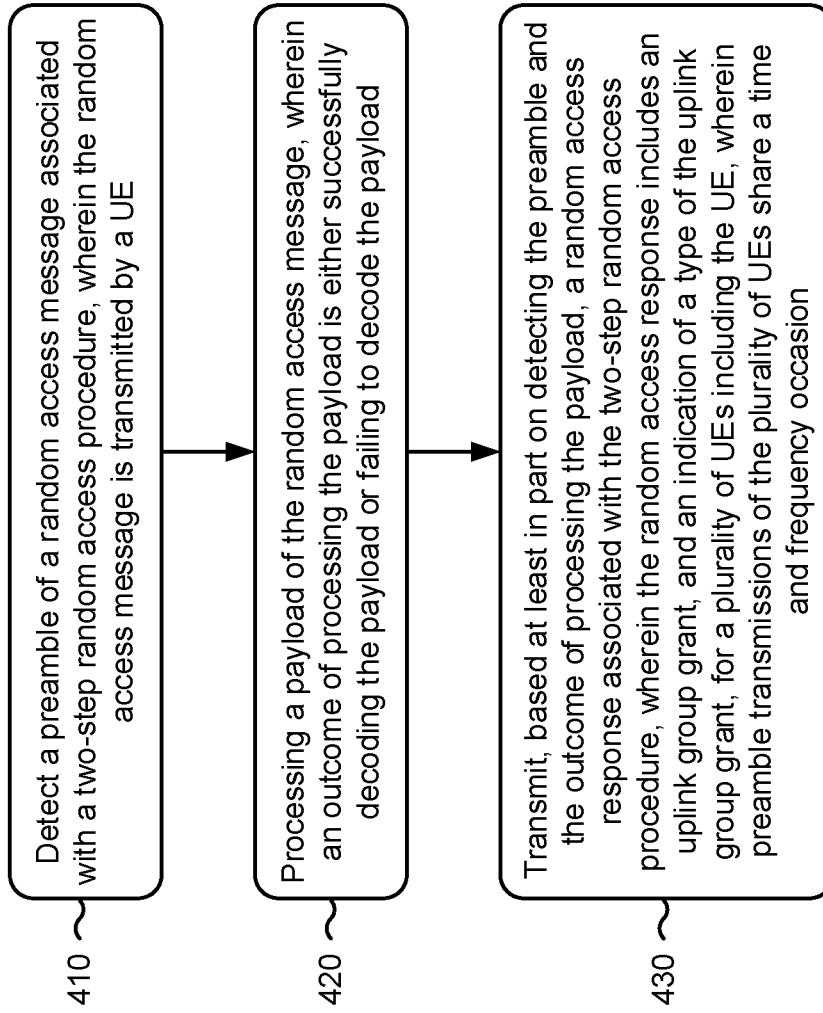 410
Detect a preamble of a random access message associated
with a two-step random access procedure, wherein the random
access message is transmitted by a UE
420
Processing a payload of the random access message, wherein
an outcome of processing the payload is either successfully
decoding the payload or failing to decode the payload
430
Transmit, based at least in part on detecting the preamble and
the outcome of processing the payload, a random access
response associated with the two-step random access
procedure, wherein the random access response includes an
uplink group grant, and an indication of a type of the uplink
group grant, for a plurality of UEs including the UE, wherein
preamble transmissions of the plurality of UEs share a time
and frequency occasion